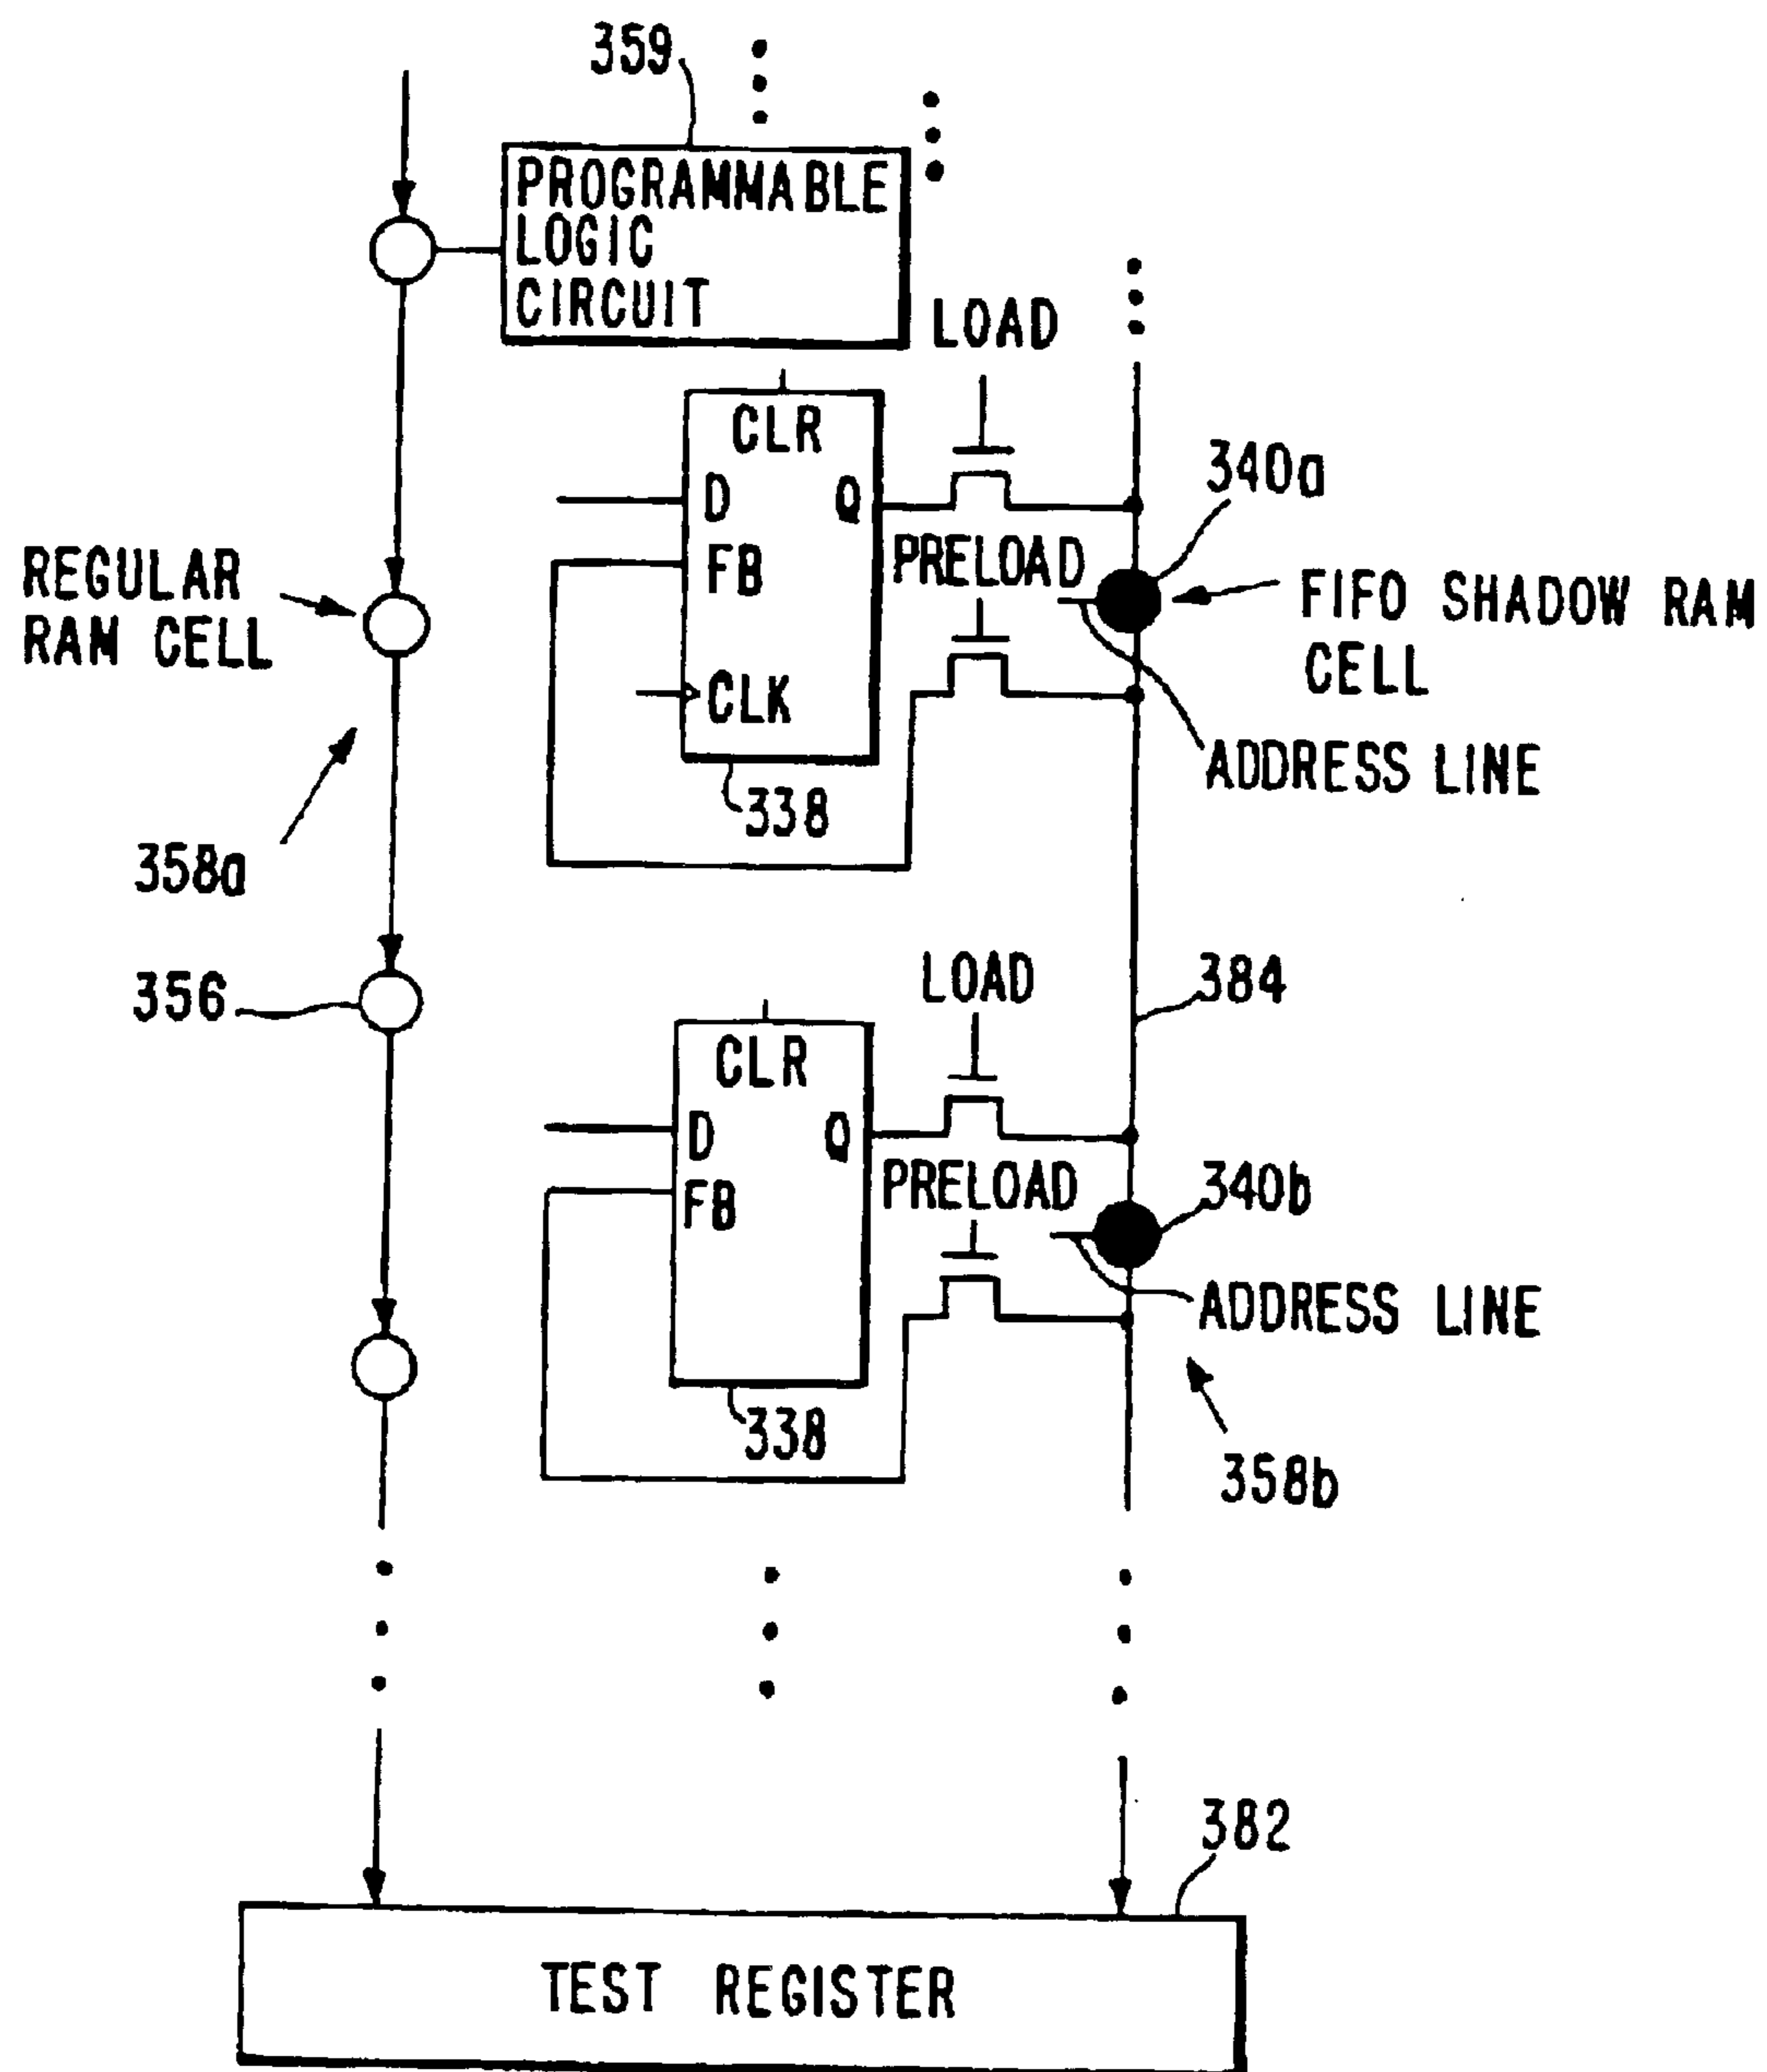 359
PROGRAMMABLE
LOGIC
CIRCUIT
LOAD
CLR
D
Q
FB
CLK
PRELOAD
340a
FIFO SHADOW RAM
CELL
ADDRESS LINE
REGULAR
RAM CELL
338
358a
356
LOAD
384
CLR
D
Q
FB
PRELOAD
340b
ADDRESS LINE
338
358b
382
TEST REGISTER